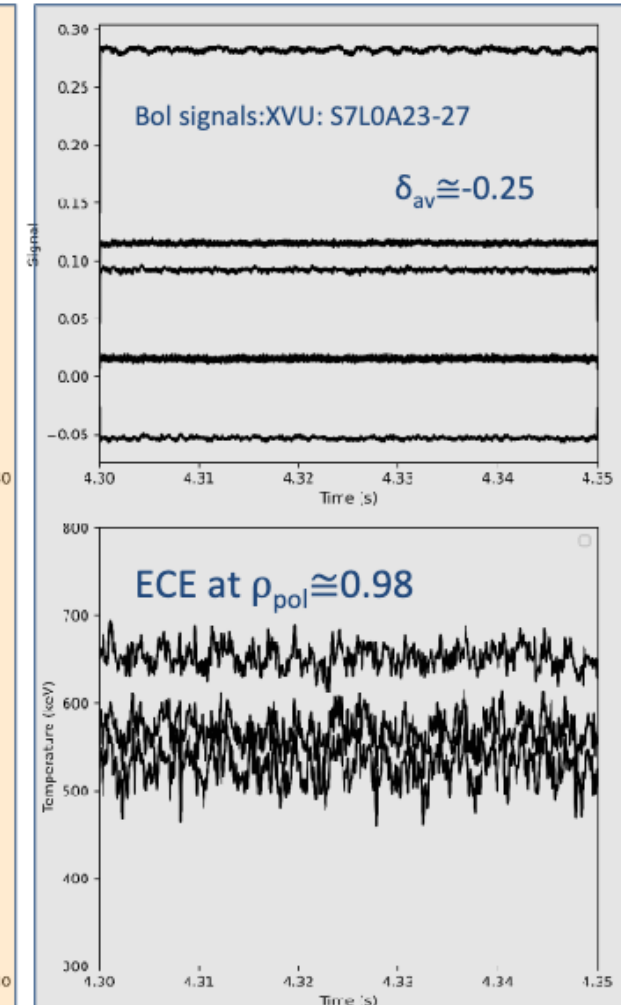 0.30
0.25
Bol signals:XVU: S7L0A23-27
0.20
δav≅-0.25
0.15
Signal
0.10
0.05
0.00
−0.05
4.30 4.31 4.32 4.33 4.34 4.35
Time (s)
800
ECE at ρpol≅0.98
700
600
Temperature (keV)
500
400
300
4.30 4.31 4.32 4.33 4.34 4.35
Time (s)